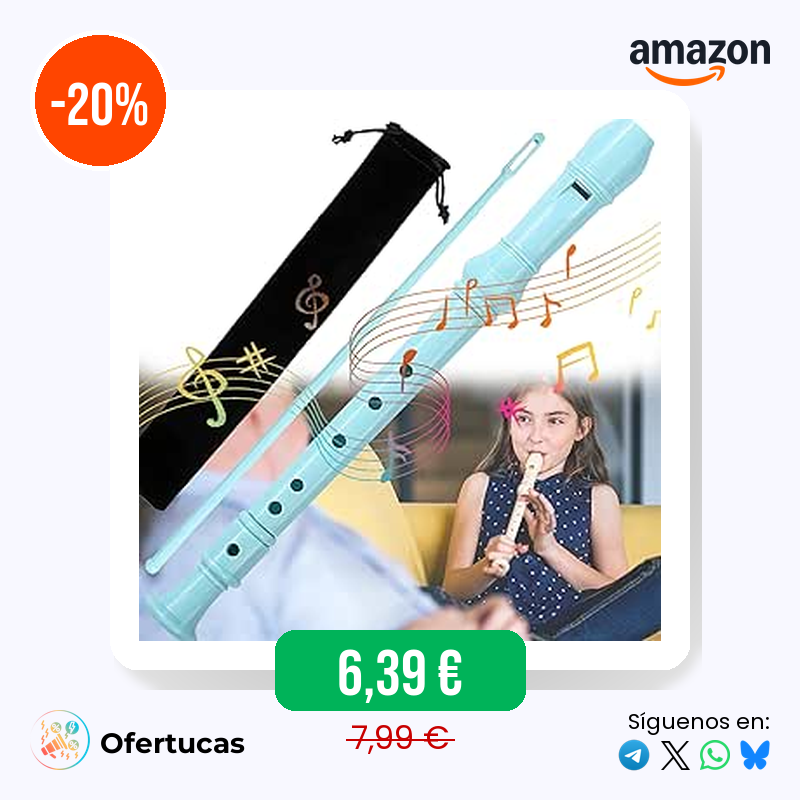 -20%
amazon
6,39 €
7,99 €
Ofertucas
Síguenos en: